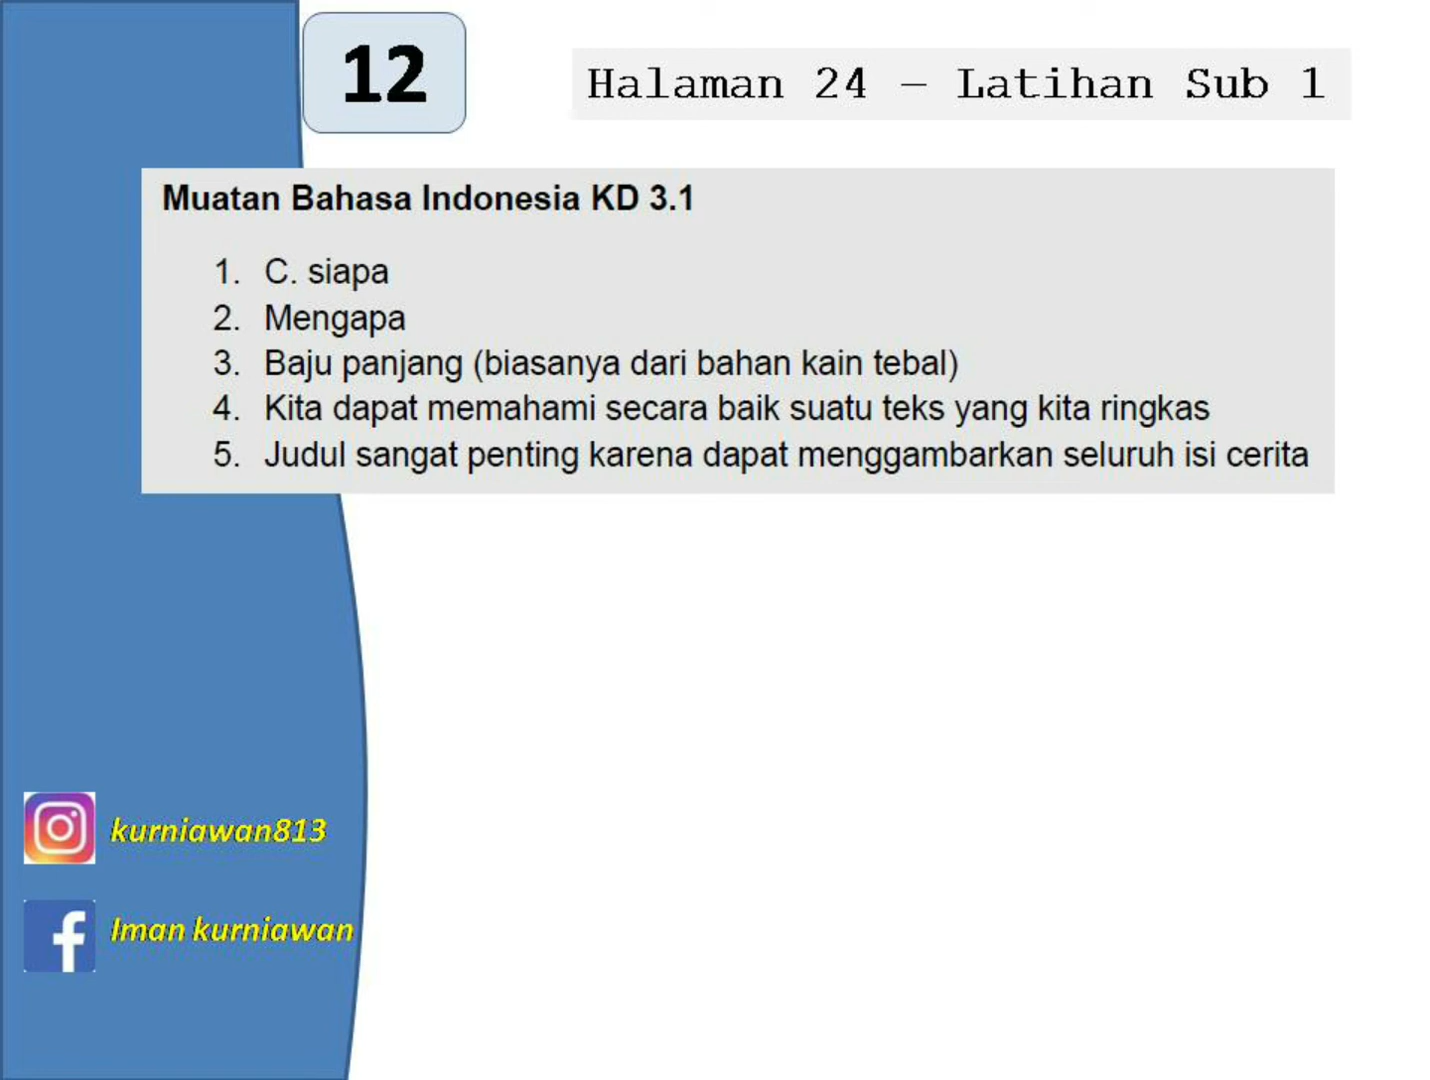 12
Halaman 24 – Latihan Sub 1
Muatan Bahasa Indonesia KD 3.1
1. C. siapa
2. Mengapa
3. Baju panjang (biasanya dari bahan kain tebal)
4. Kita dapat memahami secara baik suatu teks yang kita ringkas
5. Judul sangat penting karena dapat menggambarkan seluruh isi cerita
kurniawan813
Iman kurniawan